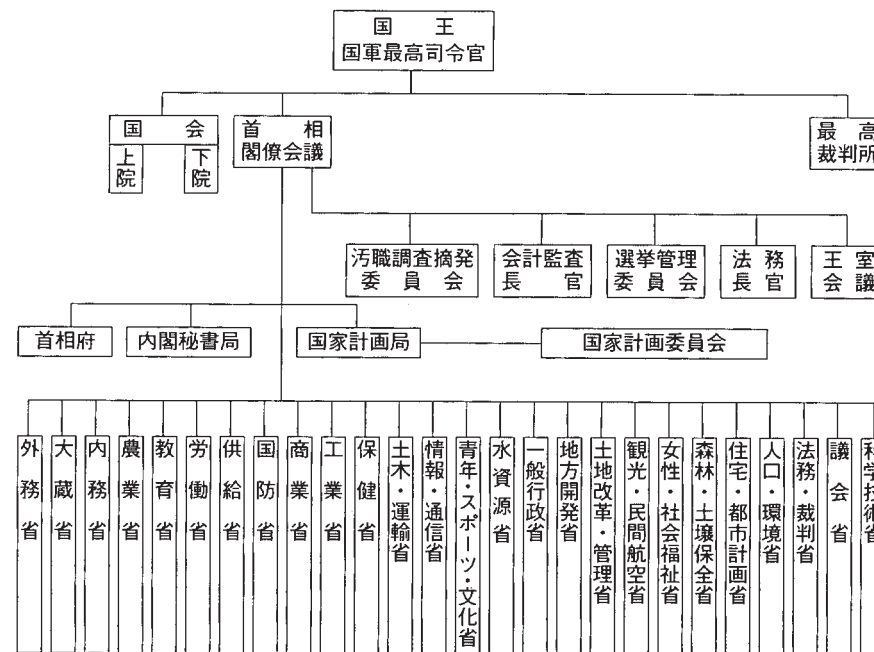 国王
国軍最高司令官
国会
上院
下院
首相
閣僚会議
最高
裁判所
汚職調査摘発
委員会
会計監査
長官
選挙管理
委員会
法務
長官
王室
会議
首相府
内閣秘書局
国家計画局
国家計画委員会
外務省
大蔵省
内務省
農業省
教育省
労働省
供給省
国防省
商業省
工業省
保健省
土木・運輸省
情報・通信省
青年・スポーツ・文化省
水資源省
一般行政省
地方開発省
土地改革・管理省
観光・民間航空省
女性・社会福祉省
森林・土壌保全省
住宅・都市計画省
人口・環境省
法務・裁判省
議会省
科学技術省